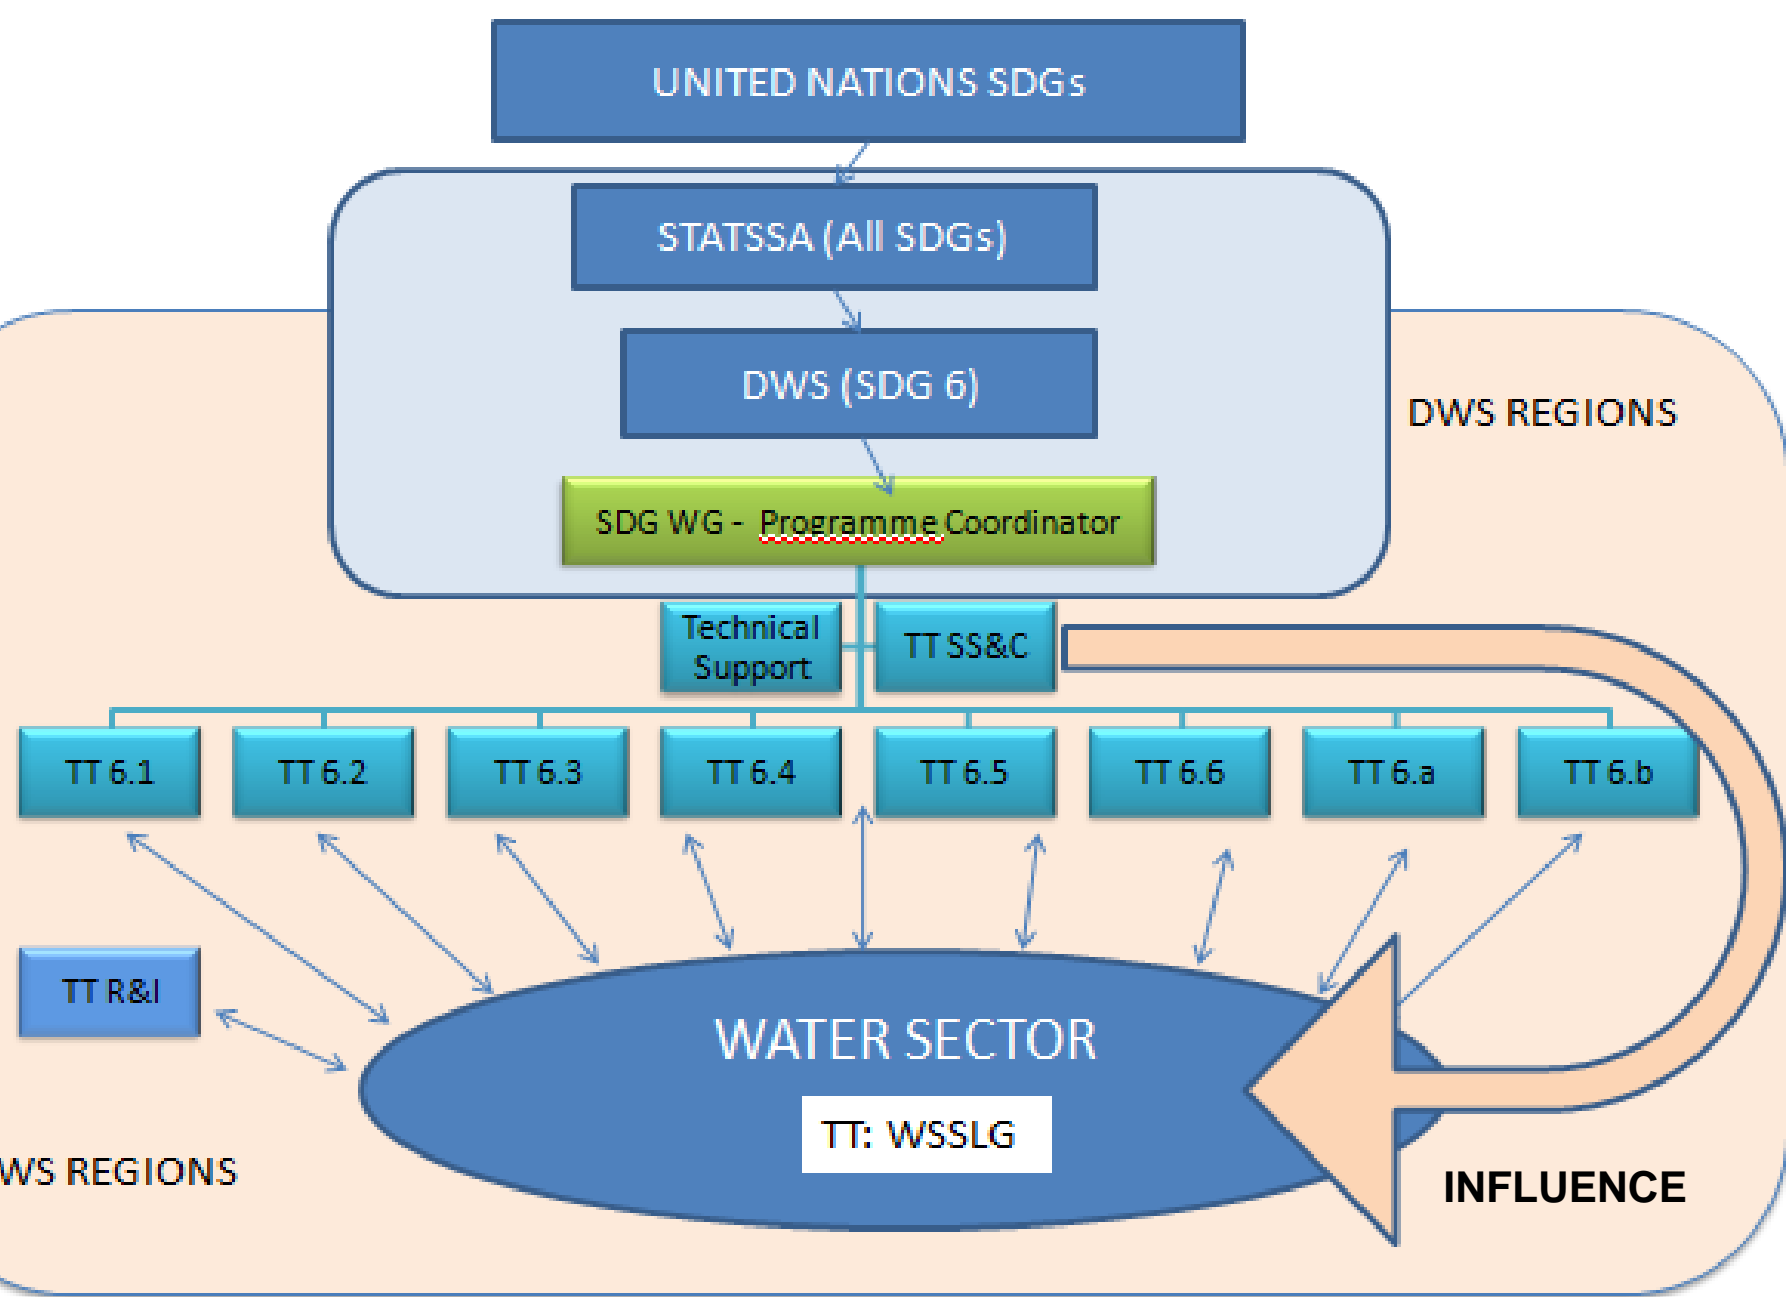 UNITED NATIONS SDGs
STATSSA (All SDGs)
DWS (SDG 6)
DWS REGIONS
SDG WG - Programme Coordinator
Technical
Support
TT SS&C
TT 6.1
TT 6.2
TT 6.3
TT 6.4
TT 6.5
TT 6.6
TT 6.a
TT 6.b
TT R&I
WATER SECTOR
TT: WSSLG
WS REGIONS
INFLUENCE